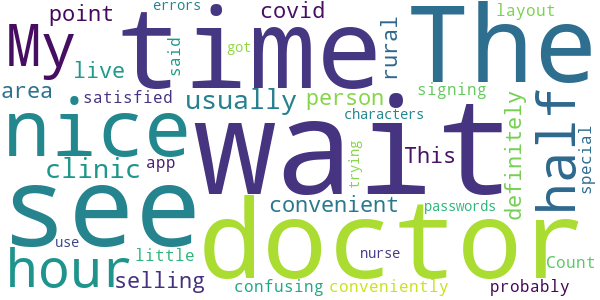 errors
point
covid
layout
My
time
The
said
got
rural
live
area
satisfied
usually
person
signing
nice
wait
characters
This
definitely
half
special
clinic
app
trying
see
doctor
convenient
passwords
use
little
nurse
Count
hour
selling
confusing
conveniently
probably